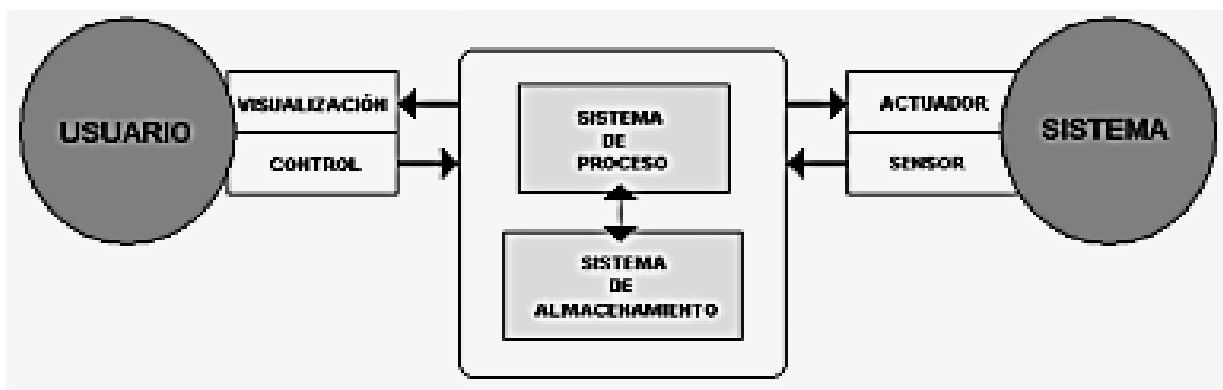 USUARIO
VISUALIZACIÓN
CONTROL
SISTEMA
DE
PROCESO
SISTEMA
DE
ALMACENAMIENTO
ACTUADOR
SENSOR
SISTEMA